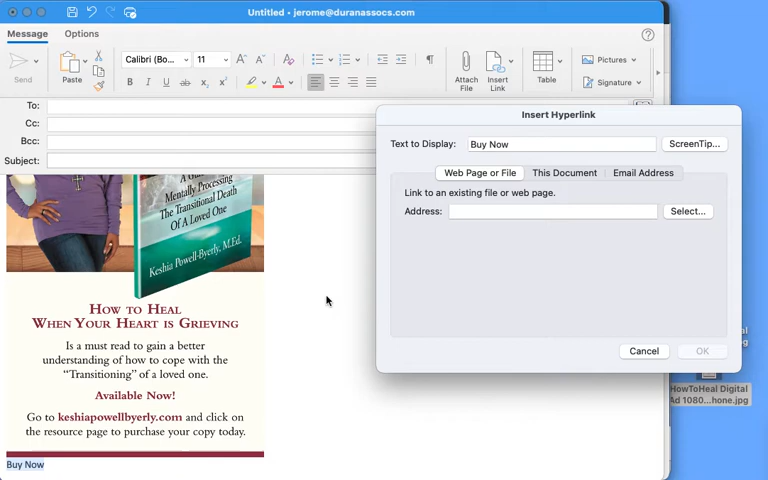 Untitled • jerome@duranassocs.com
Message Options
Send
Paste
Calibri (Bo...
11
B I U ab x₂ x²
A
Attach File
Insert Link
Table
Pictures
Signature
To:
Cc:
Bcc:
Subject:
Insert Hyperlink
Text to Display: Buy Now ScreenTip...
Web Page or File This Document Email Address
Link to an existing file or web page.
Address: Select...
Cancel OK
Mentally Processing
The Transitional Death
Of A Loved One
Keshia Powell-Byerly, M.Ed.
How to Heal
When Your Heart is Grieving
Is a must read to gain a better
understanding of how to cope with the
“Transitioning” of a loved one.
Available Now!
Go to keshiapowellbyerly.com and click on
the resource page to purchase your copy today.
Buy Now
HowToHeal Digital
Ad 1080...hone.jpg